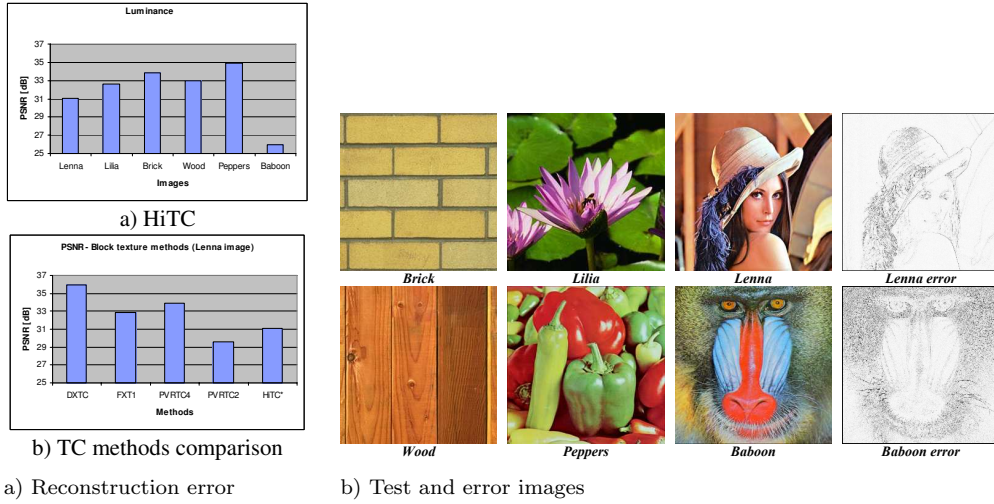 Luminance
PSNR [dB]
37
35
33
31
29
27
25
Lenna Lilia Brick Wood Peppers Baboon
Images
a) HiTC
PSNR - Block texture methods (Lenna image)
PSNR [dB]
37
35
33
31
29
27
25
DXTC FXT1 PVRTC4 PVRTC2 HiTC*
Methods
b) TC methods comparison
a) Reconstruction error
Brick Lilia Lenna Lenna error
Wood Peppers Baboon Baboon error
b) Test and error images